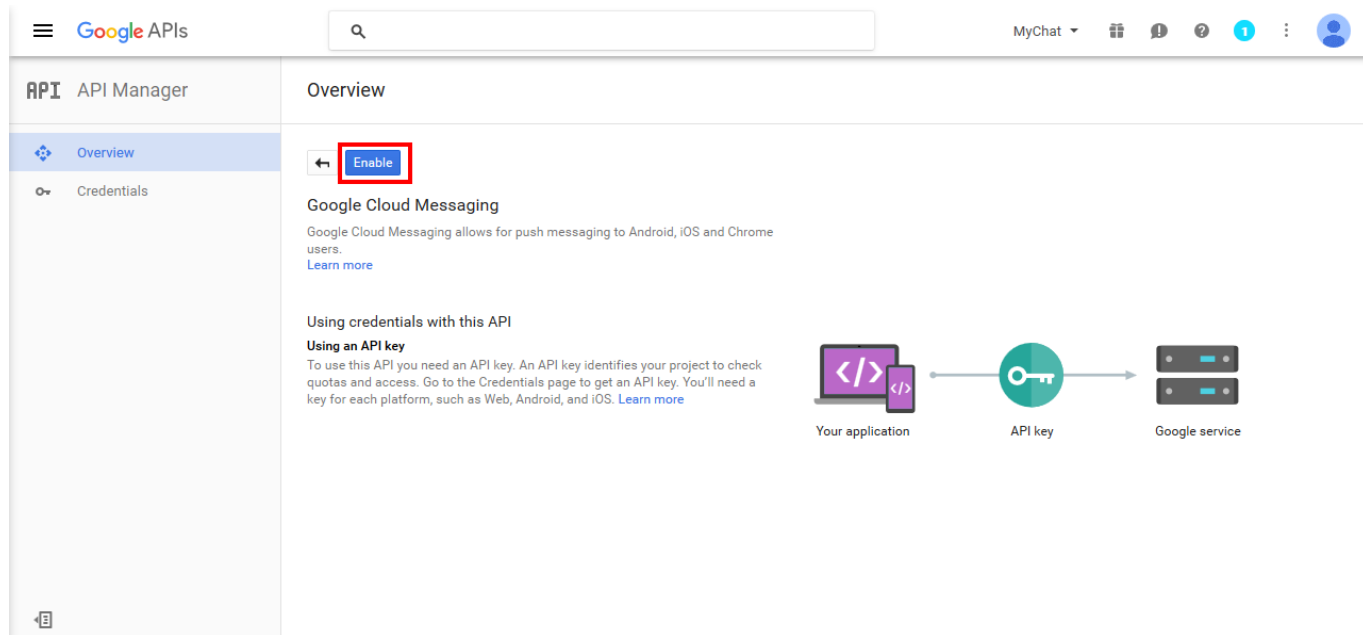 Google APIs
MyChat
1
API API Manager
Overview
Overview
Credentials
Enable
Google Cloud Messaging
Google Cloud Messaging allows for push messaging to Android, iOS and Chrome
users.
Learn more
Using credentials with this API
Using an API key
To use this API you need an API key. An API key identifies your project to check
quotas and access. Go to the Credentials page to get an API key. You'll need a
key for each platform, such as Web, Android, and iOS. Learn more
</> </>
Your application
API key
Google service